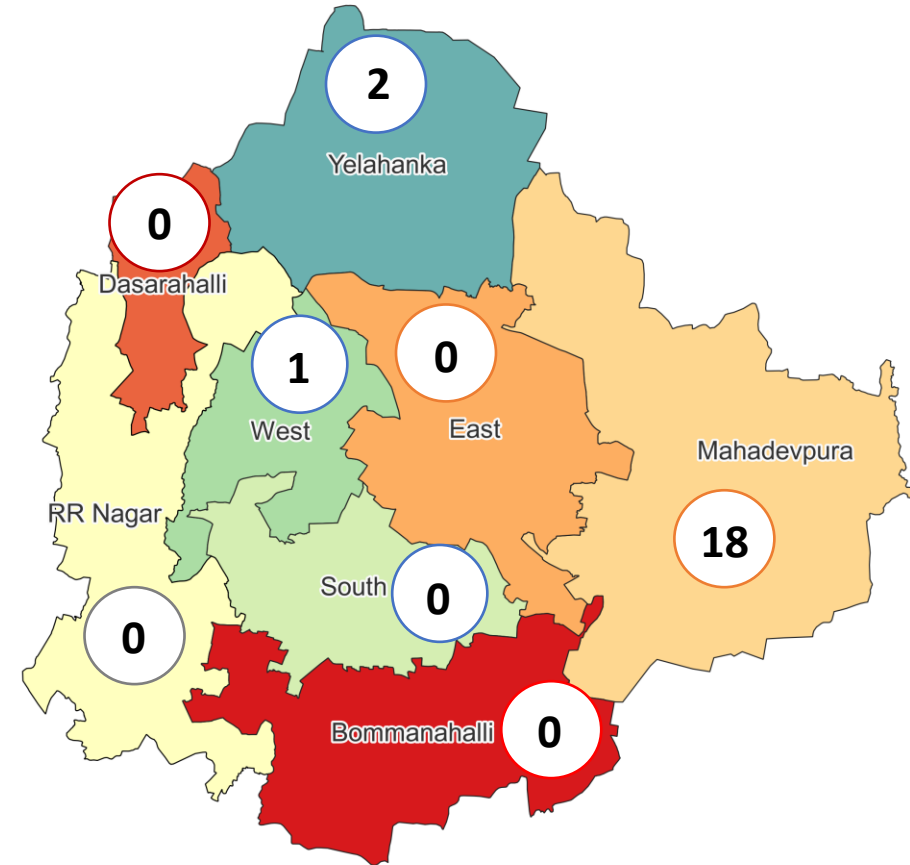 2
Yelahanka
0
Dasarahalli
1
0
West
East
Mahadevpura
RR Nagar
18
South
0
0
Bommanahalli
0